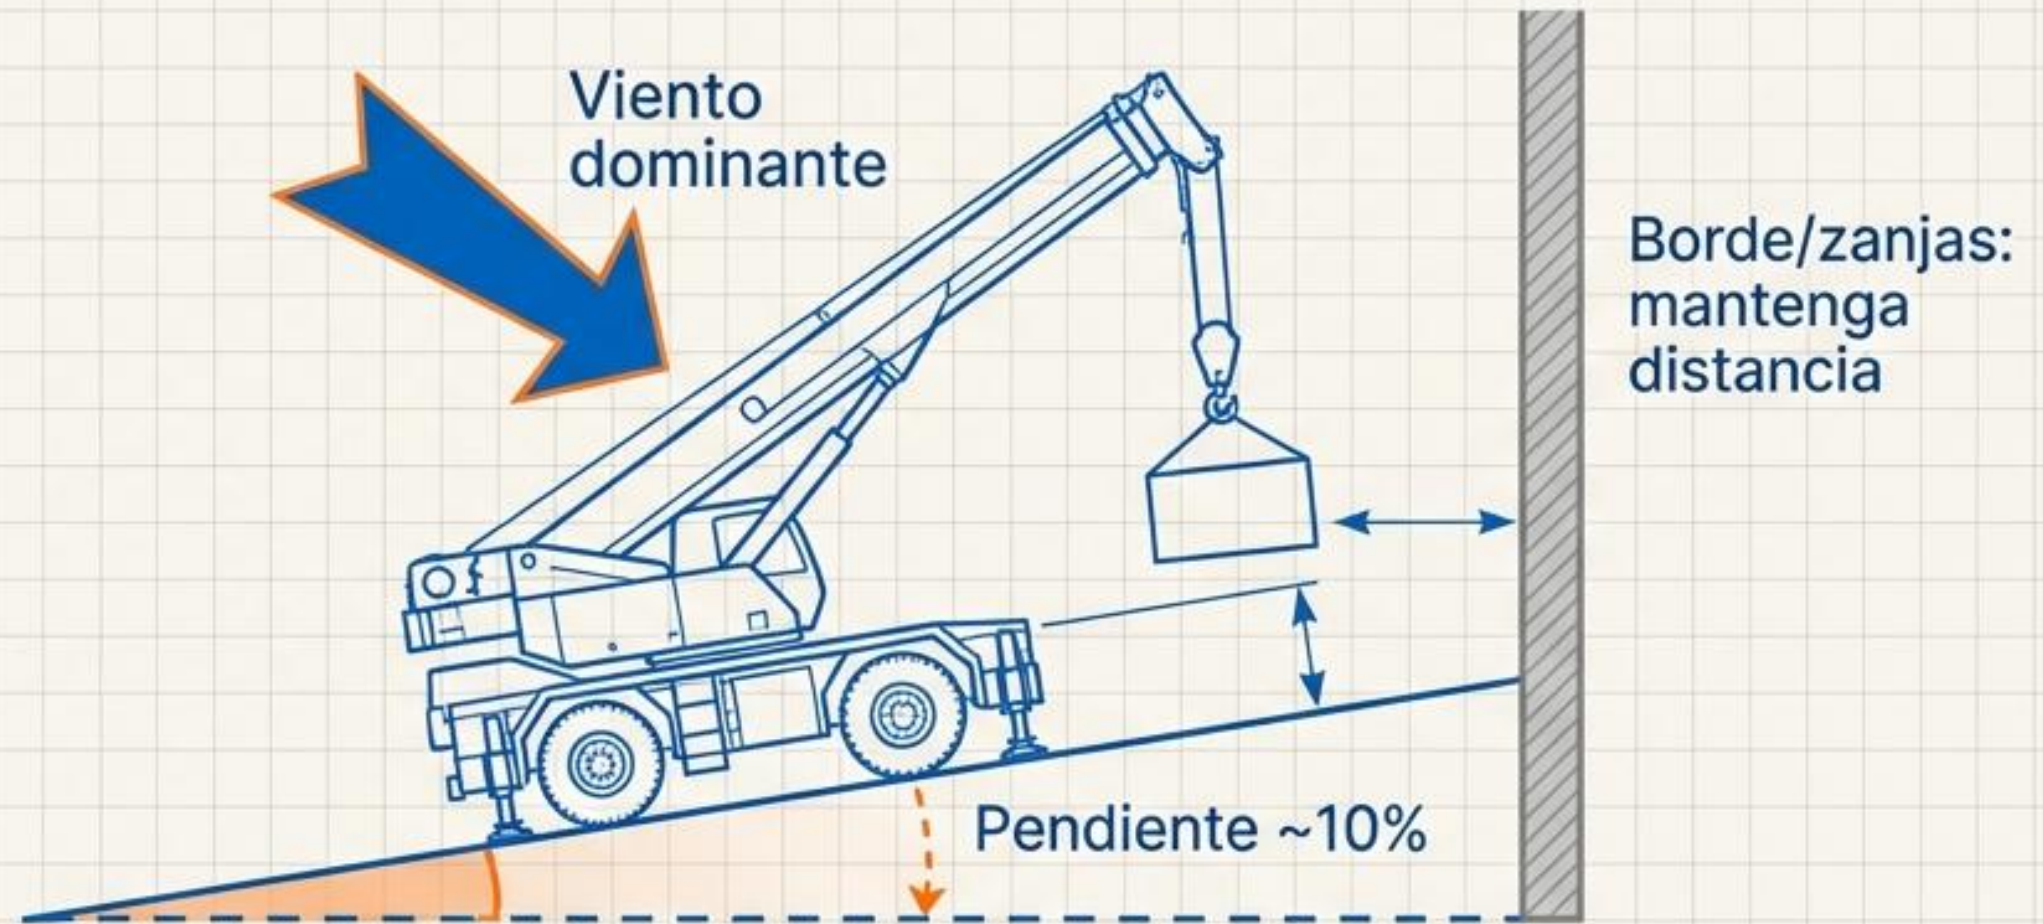 Viento
dominante
Borde/zanjas:
mantenga
distancia
Pendiente ~10%